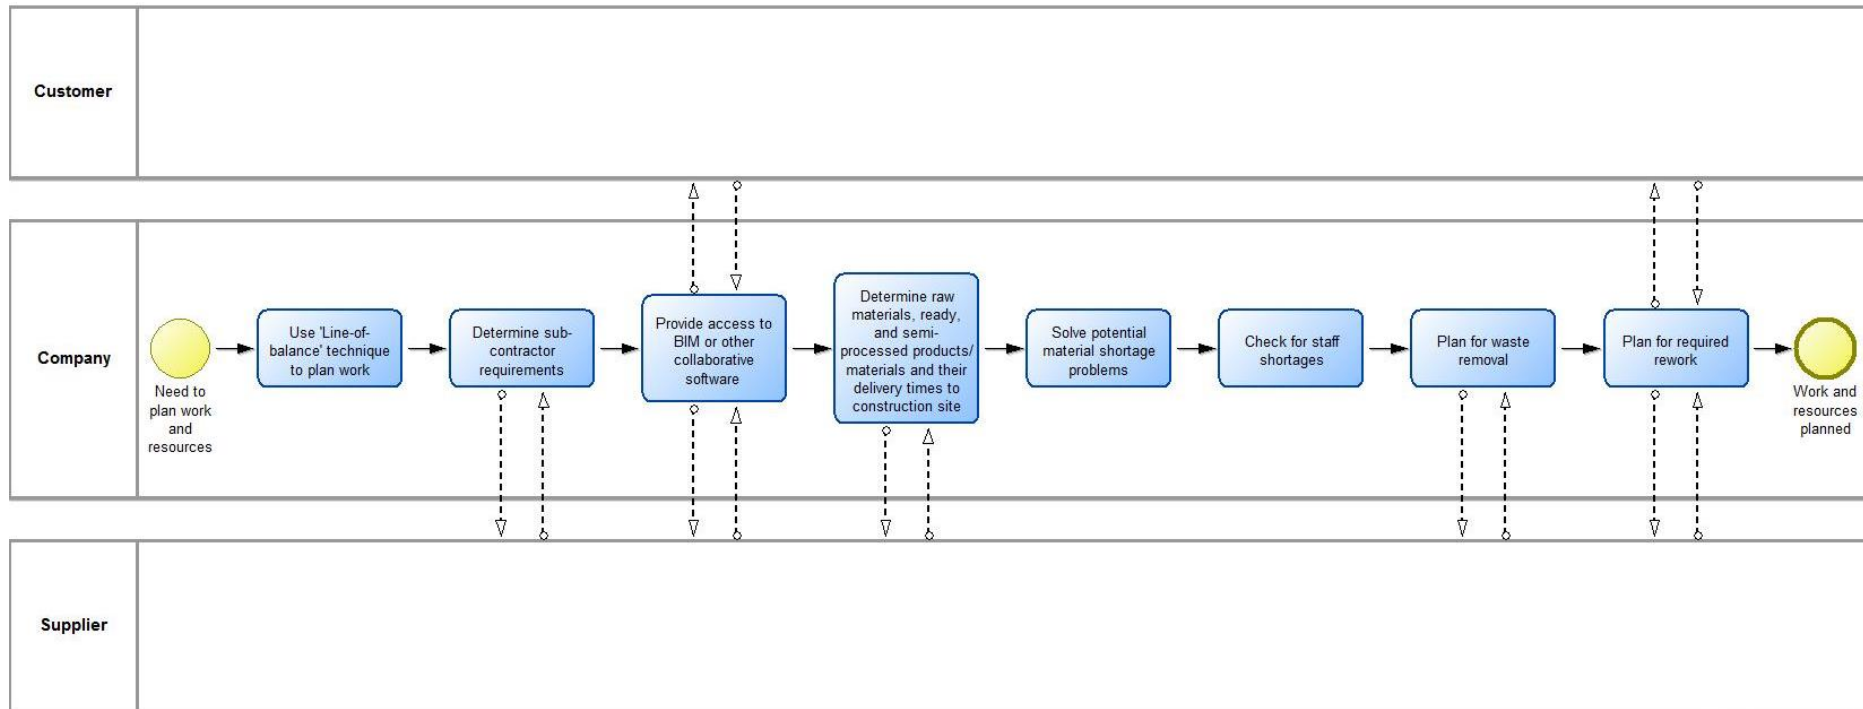 Customer
Company
Need to
plan work
and
resources
Use 'Line-of-
balance' technique
to plan work
Determine sub-
contractor
requirements
Provide access to
BIM or other
collaborative
software
Determine raw
materials, ready,
and semi-
processed products/
materials and their
delivery times to
construction site
Solve potential
material shortage
problems
Check for staff
shortages
Plan for waste
removal
Plan for required
rework
Work and
resources
planned
Supplier